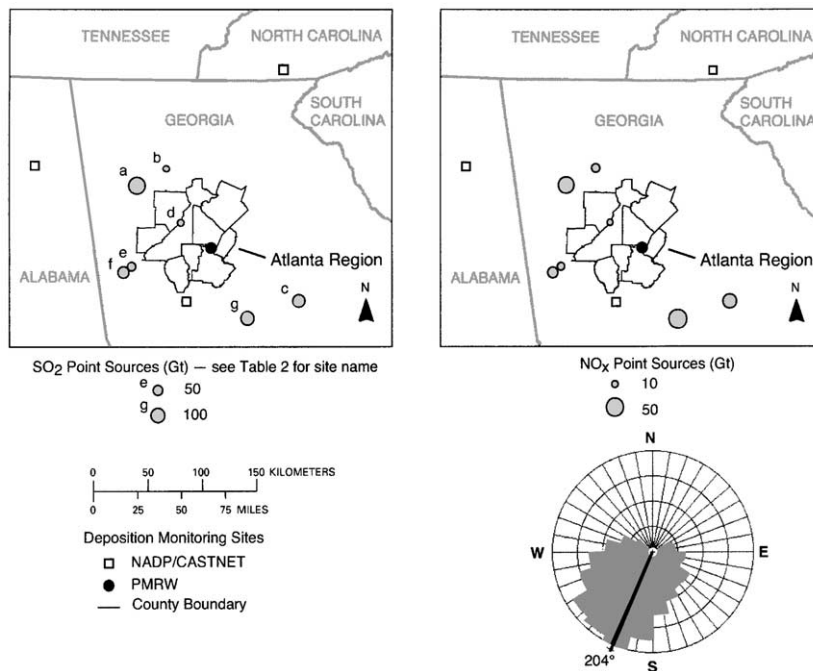 TENNESSEE
NORTH CAROLINA
SOUTH
CAROLINA
GEORGIA
b
a
d
e
f
ALABAMA
Atlanta Region
c
g
N
SO2 Point Sources (Gt) — see Table 2 for site name
e 50
g 100
0 50 100 150 KILOMETERS
0 25 50 75 MILES
Deposition Monitoring Sites
NADP/CASTNET
PMRW
County Boundary
TENNESSEE
NORTH CAROLINA
SOUTH
CAROLINA
GEORGIA
ALABAMA
Atlanta Region
N
NOx Point Sources (Gt)
10
50
N
W
E
204°
S